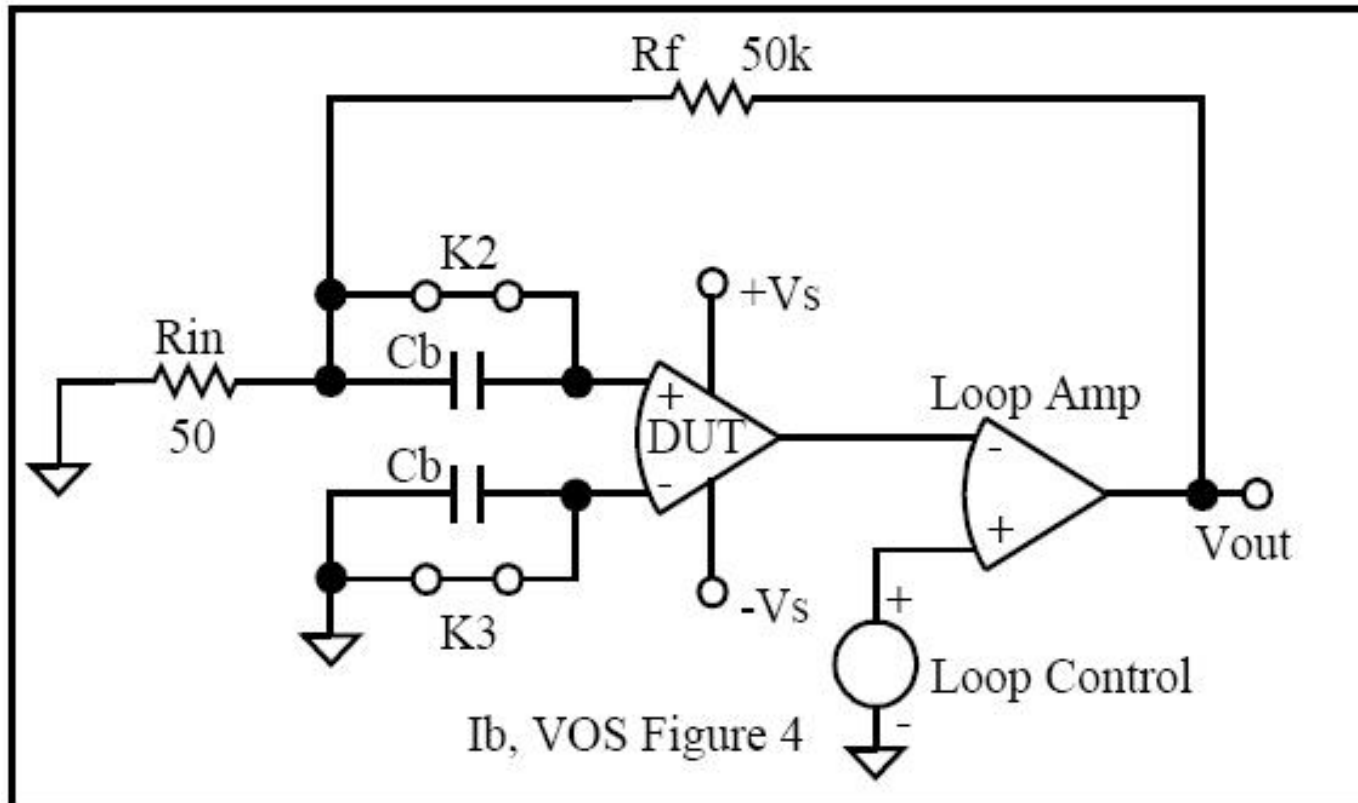 Rf 50k
K2
+Vs
Rin
Cb
Loop Amp
+
DUT
-
50
Cb
-
+
Vout
K3
-Vs
+
Loop Control
-
Ib, VOS Figure 4